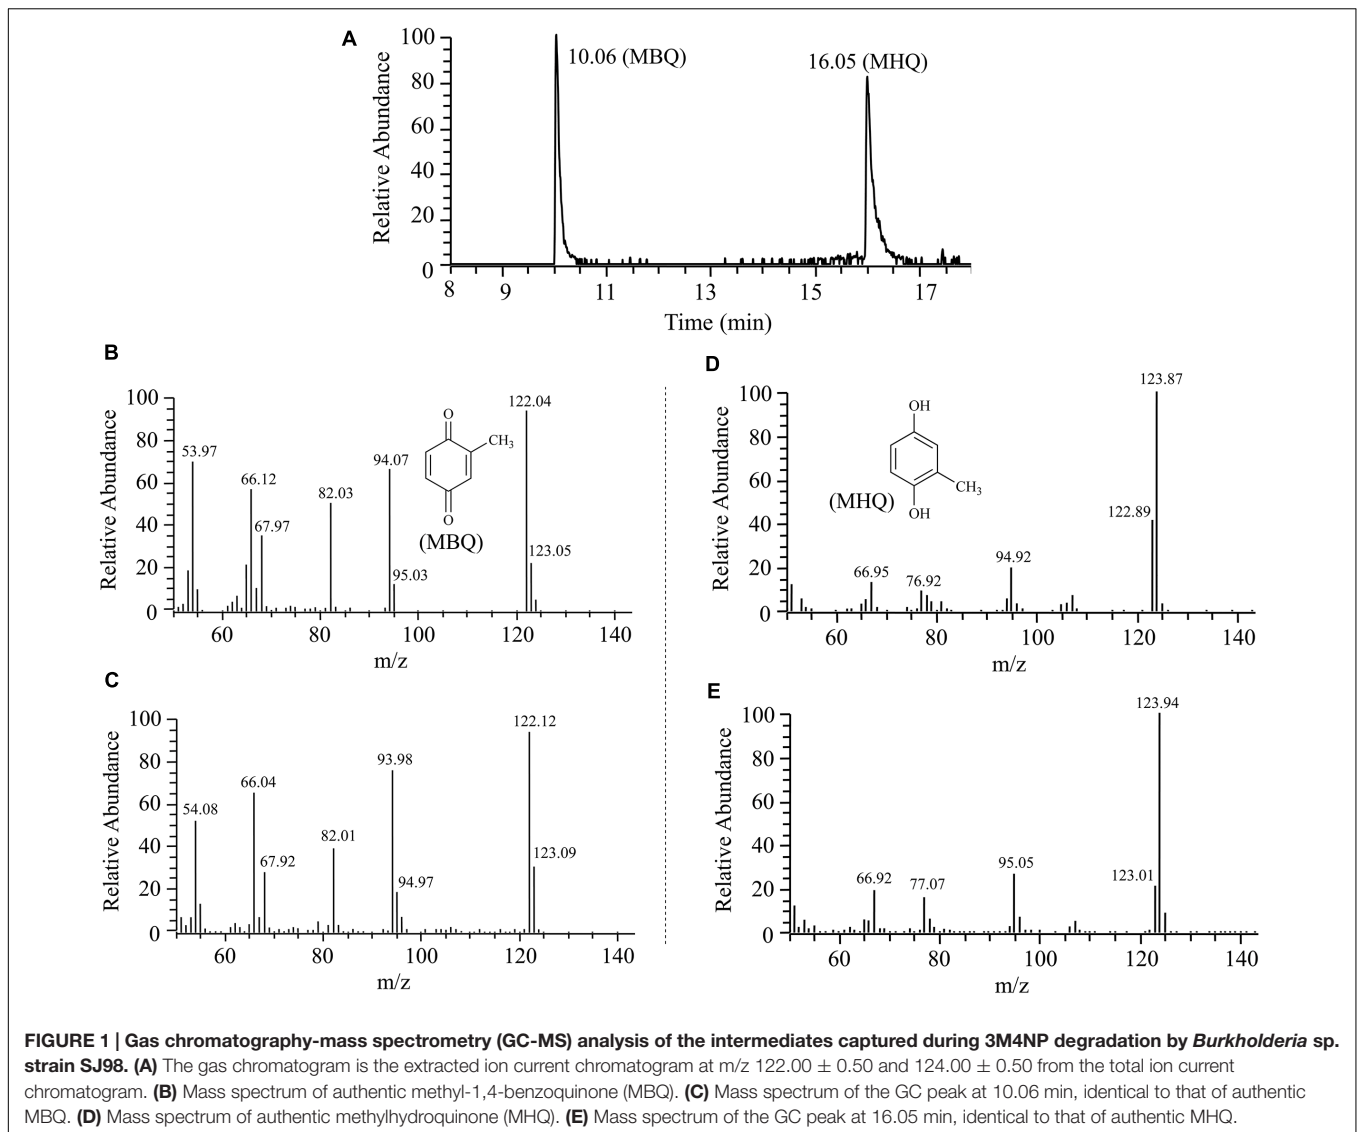 A
100
80
60
40
20
0
Relative Abundance
10.06 (MBQ)
16.05 (MHQ)
8 9 11 13 15 17
Time (min)
B
100
80
60
40
20
0
Relative Abundance
53.97
66.12
67.97
82.03
94.07
95.03
122.04
123.05
O
CH3
O
(MBQ)
60 80 100 120 140
m/z
C
100
80
60
40
20
0
Relative Abundance
54.08
66.04
67.92
82.01
93.98
94.97
122.12
123.09
60 80 100 120 140
m/z
D
100
80
60
40
20
0
Relative Abundance
66.95
76.92
94.92
122.89
123.87
OH
CH3
OH
(MHQ)
60 80 100 120 140
m/z
E
100
80
60
40
20
0
Relative Abundance
66.92
77.07
95.05
123.01
123.94
60 80 100 120 140
m/z
FIGURE 1 | Gas chromatography-mass spectrometry (GC-MS) analysis of the intermediates captured during 3M4NP degradation by Burkholderia sp.
strain SJ98. (A) The gas chromatogram is the extracted ion current chromatogram at m/z 122.00 ± 0.50 and 124.00 ± 0.50 from the total ion current
chromatogram. (B) Mass spectrum of authentic methyl-1,4-benzoquinone (MBQ). (C) Mass spectrum of the GC peak at 10.06 min, identical to that of authentic
MBQ. (D) Mass spectrum of authentic methylhydroquinone (MHQ). (E) Mass spectrum of the GC peak at 16.05 min, identical to that of authentic MHQ.